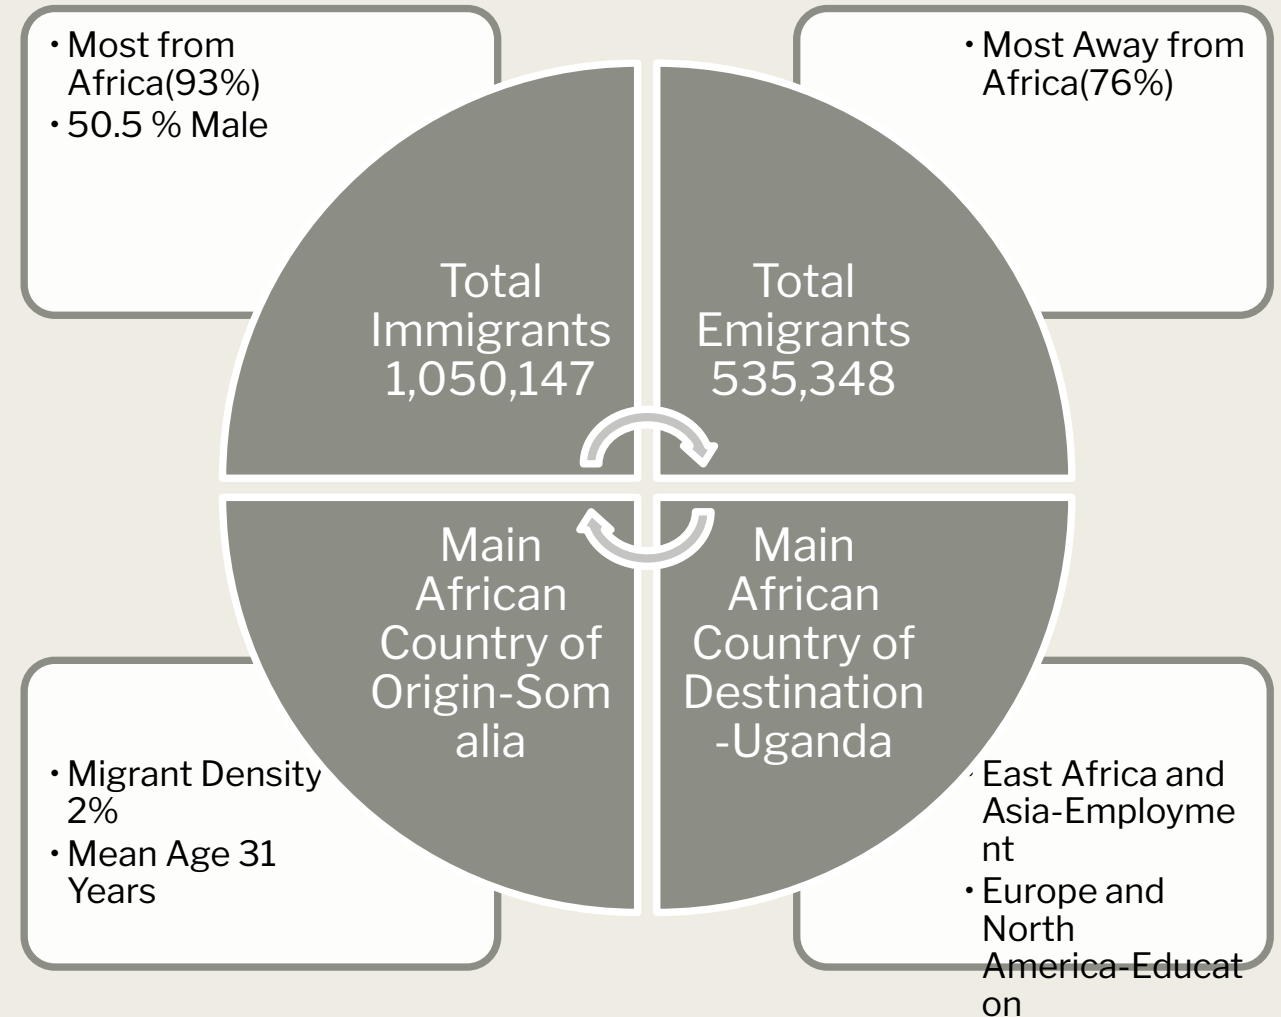 • Most from
Africa(93%)
• 50.5 % Male
• Most Away from
Africa(76%)
Total
Immigrants
1,050,147
Total
Emigrants
535,348
Main
African
Country of
Origin-Som
alia
Main
African
Country of
Destination
-Uganda
• Migrant Density
2%
• Mean Age 31
Years
• East Africa and
Asia-Employme
nt
• Europe and
North
America-Educat
on